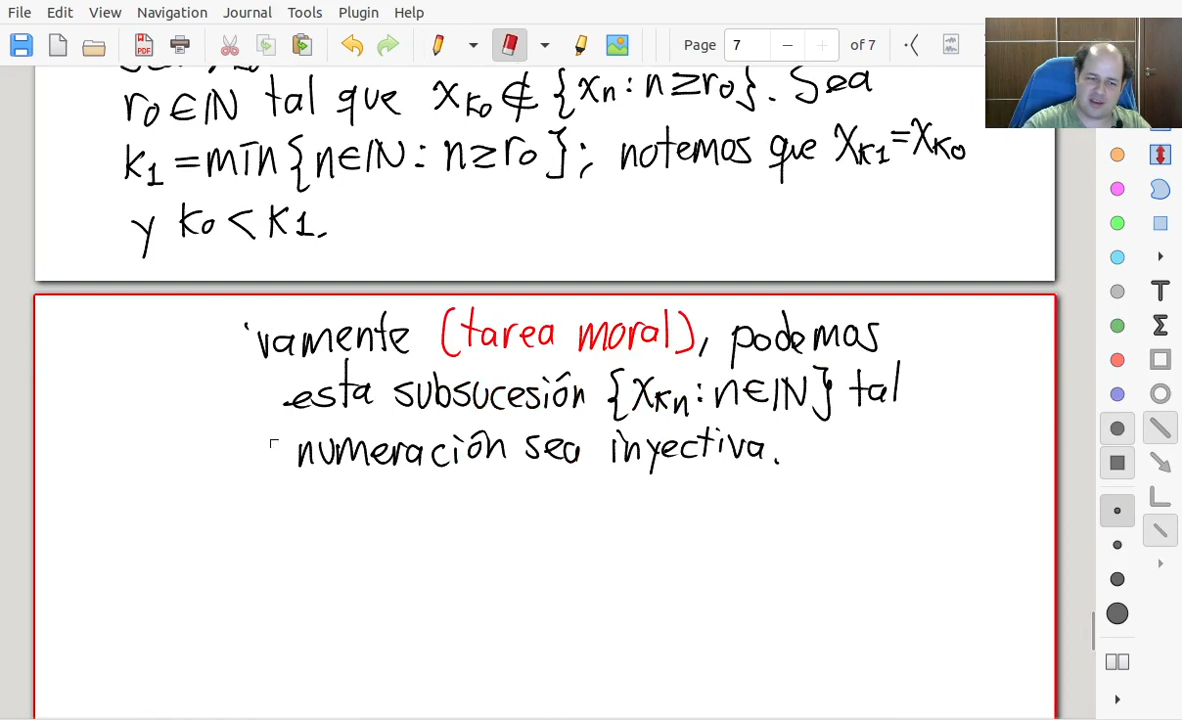 File Edit View Navigation Journal Tools Plugin Help
Page 7 of 7
r₀∈ℕ tal que x_{k₀}∉{x_n: n≥r₀}. Sea
k₁=mín{n∈ℕ: n≥r₀}; notemos que x_{k₁}=x_{k₀}
y k₀<k₁.
vamente (tarea moral), podemos
esta subsucesión {x_{k_n}: n∈ℕ} tal
numeración sea inyectiva.